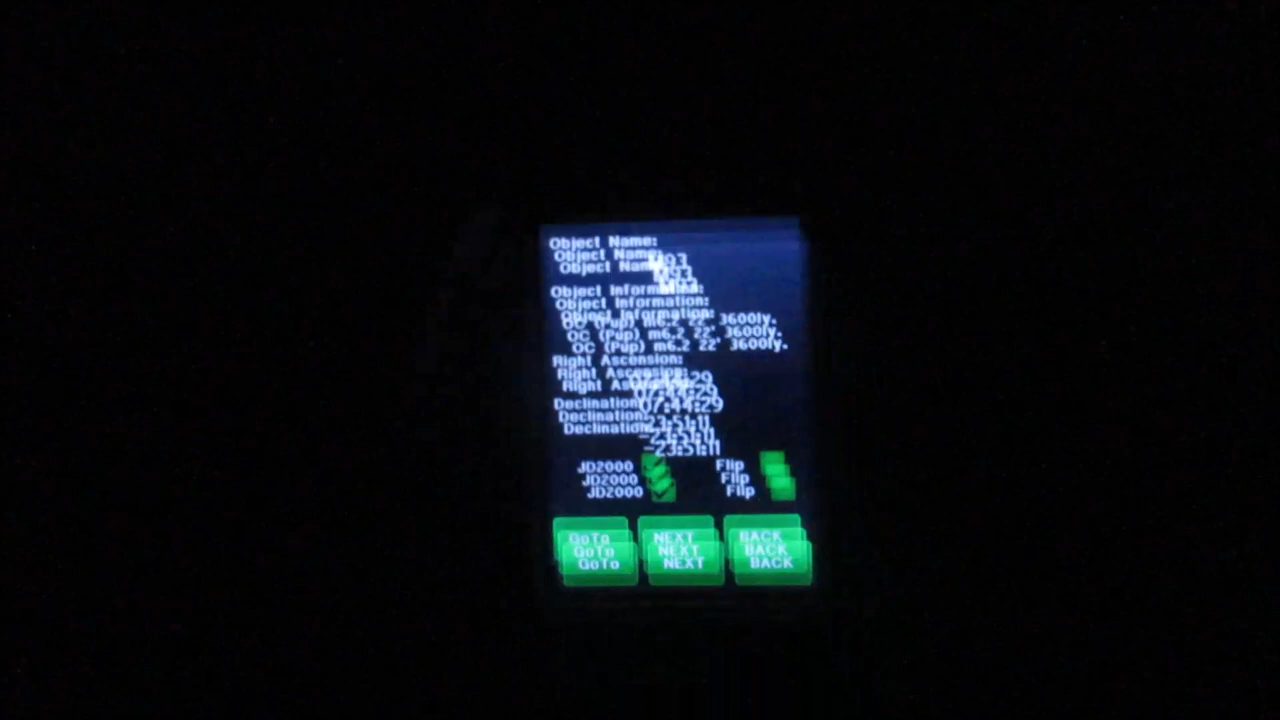 Object Name:
M93
Object Information:
OC (Pup) m6.2 22' 3600ly.
Right Ascension:
07:44:29
Declination:
-23:51:11
JD2000 Flip
GoTo NEXT BACK